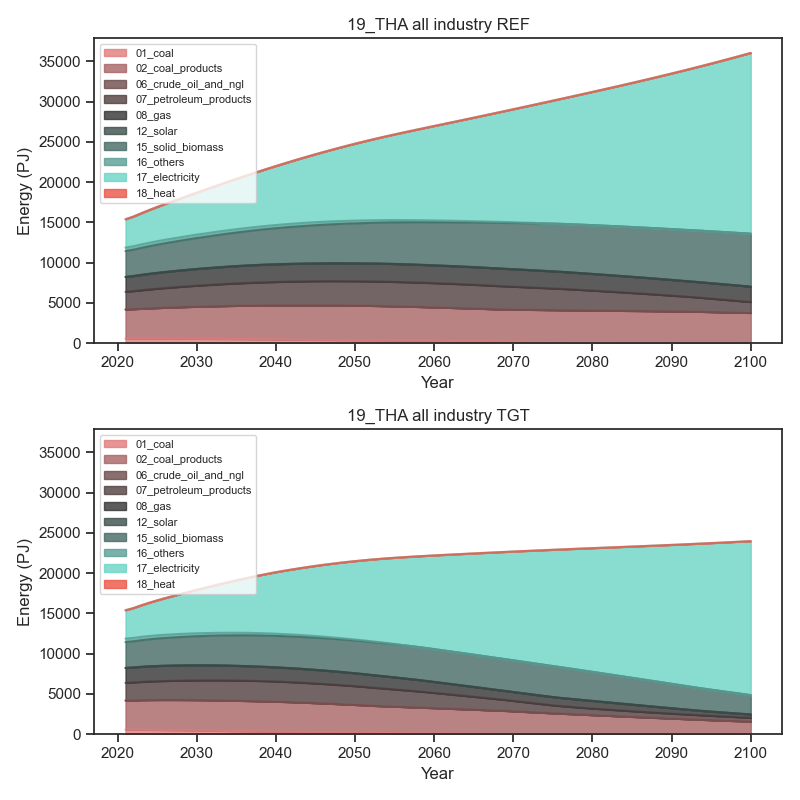 19_THA all industry REF
01_coal
02_coal_products
06_crude_oil_and_ngl
07_petroleum_products
08_gas
12_solar
15_solid_biomass
16_others
17_electricity
18_heat
Energy (PJ)
35000
30000
25000
20000
15000
10000
5000
0
2020 2030 2040 2050 2060 2070 2080 2090 2100
Year
19_THA all industry TGT
01_coal
02_coal_products
06_crude_oil_and_ngl
07_petroleum_products
08_gas
12_solar
15_solid_biomass
16_others
17_electricity
18_heat
Energy (PJ)
35000
30000
25000
20000
15000
10000
5000
0
2020 2030 2040 2050 2060 2070 2080 2090 2100
Year